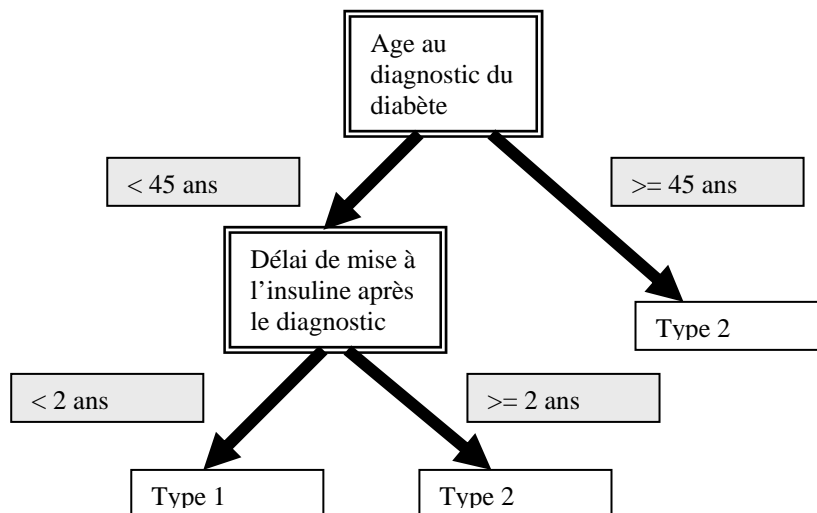 Age au
diagnostic du
diabète
< 45 ans
>= 45 ans
Délai de mise à
l’insuline après
le diagnostic
Type 2
< 2 ans
>= 2 ans
Type 1
Type 2